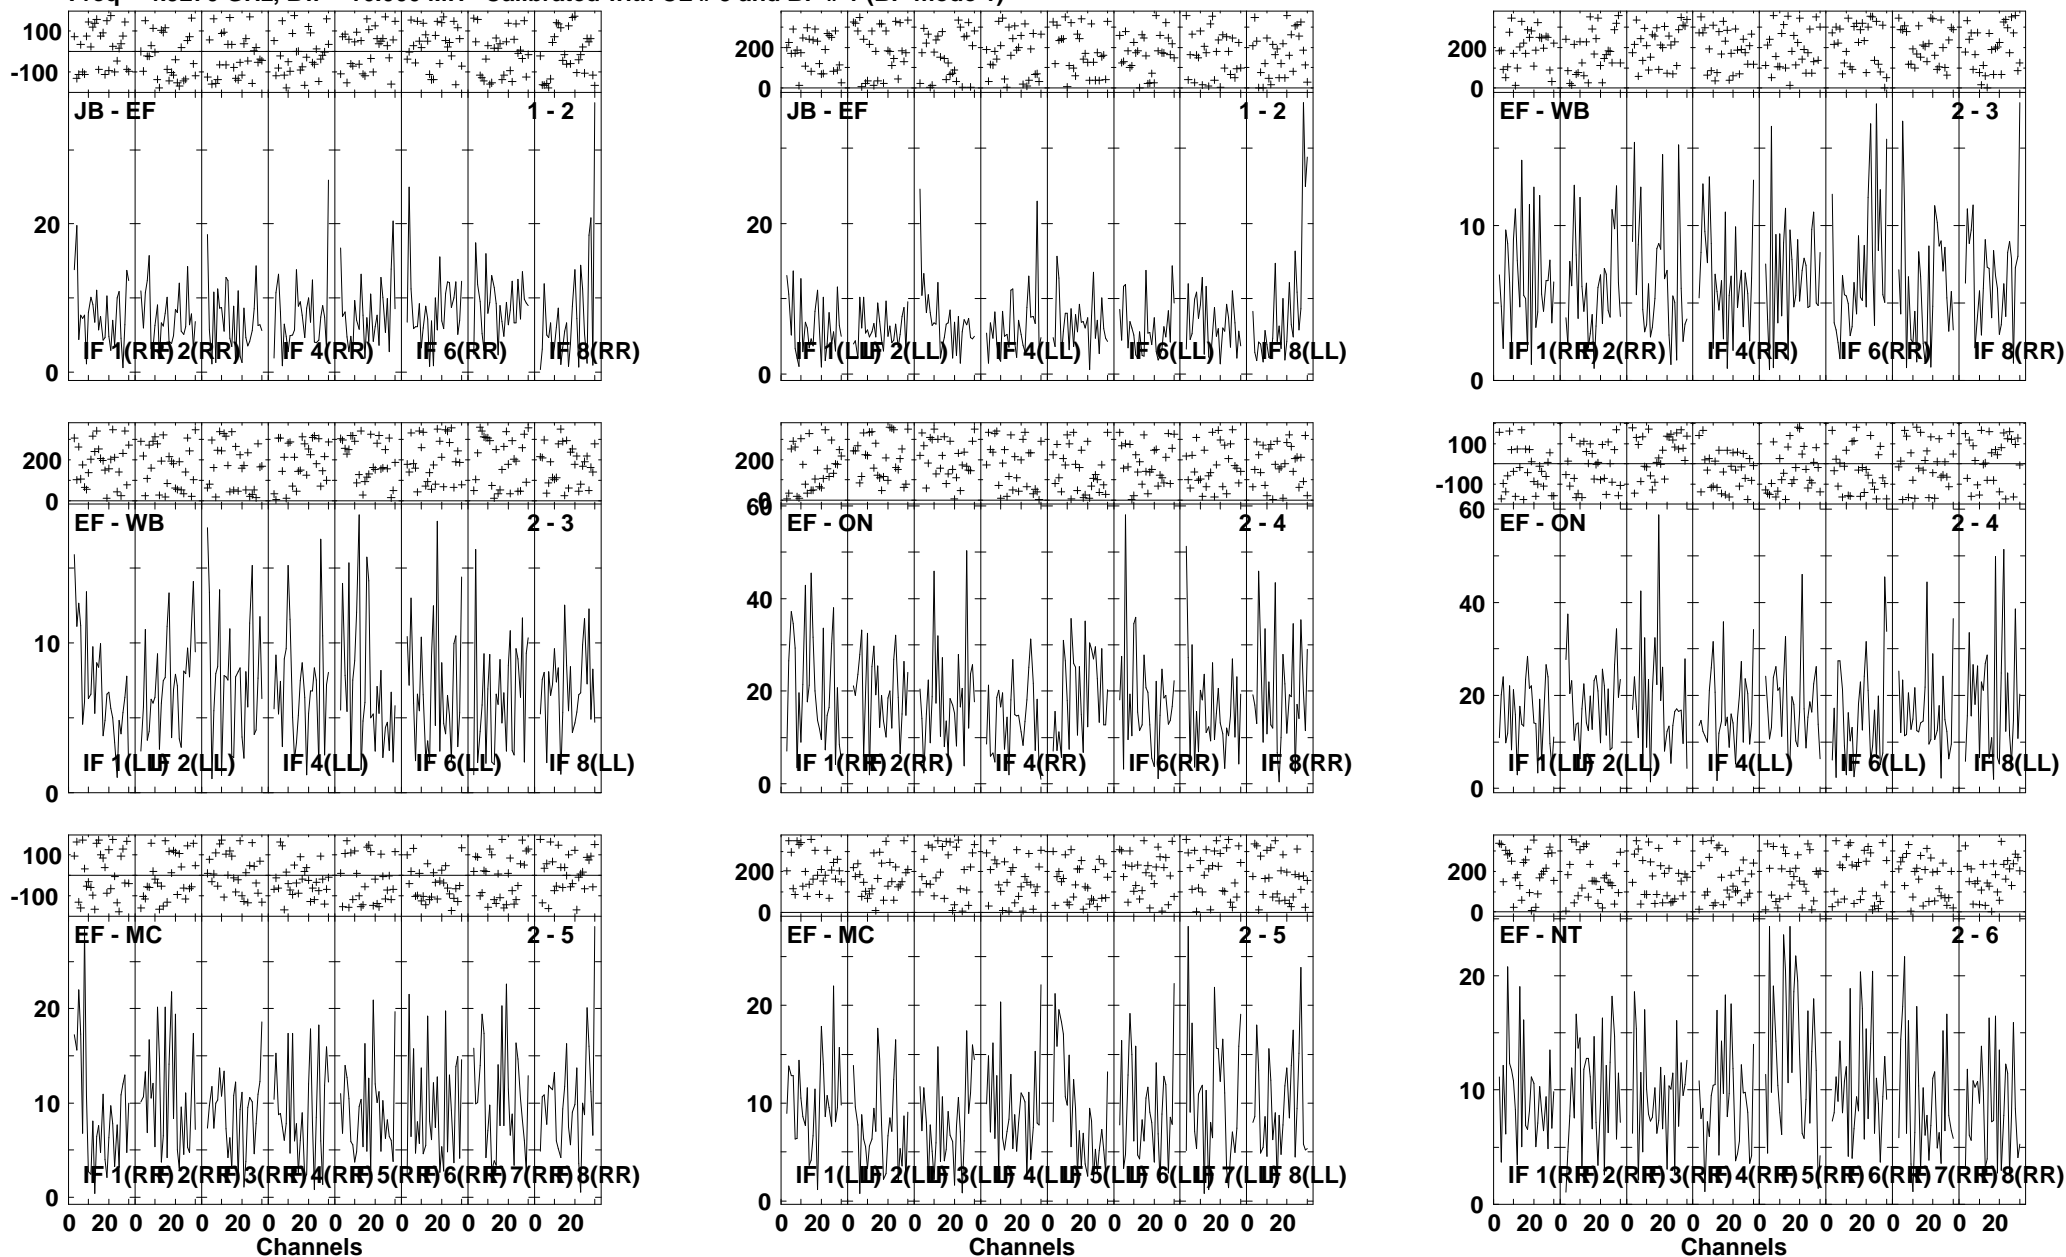 100
-100
JB - EF 1 - 2
20
0
IF 1(RR) IF 2(RR) IF 4(RR) IF 6(RR) IF 8(RR)
200
0
JB - EF 1 - 2
20
0
IF 1(LL) IF 2(LL) IF 4(LL) IF 6(LL) IF 8(LL)
200
0
EF - WB 2 - 3
10
0
IF 1(RR) IF 2(RR) IF 4(RR) IF 6(RR) IF 8(RR)
200
0
EF - WB 2 - 3
10
0
IF 1(LL) IF 2(LL) IF 4(LL) IF 6(LL) IF 8(LL)
200
0
60
EF - ON 2 - 4
40
20
0
IF 1(RR) IF 2(RR) IF 4(RR) IF 6(RR) IF 8(RR)
100
-100
60
EF - ON 2 - 4
40
20
0
IF 1(LL) IF 2(LL) IF 4(LL) IF 6(LL) IF 8(LL)
100
-100
EF - MC 2 - 5
20
10
0
IF 1(RR) IF 2(RR) IF 3(RR) IF 4(RR) IF 5(RR) IF 6(RR) IF 7(RR) IF 8(RR)
0 20 0 20 0 20 0 20 0 20 0 20 0 20 0 20
Channels
200
0
EF - MC 2 - 5
20
10
0
IF 1(LL) IF 2(LL) IF 3(LL) IF 4(LL) IF 5(LL) IF 6(LL) IF 7(LL) IF 8(LL)
0 20 0 20 0 20 0 20 0 20 0 20 0 20 0 20
Channels
200
0
EF - NT 2 - 6
20
10
0
IF 1(RR) IF 2(RR) IF 3(RR) IF 4(RR) IF 5(RR) IF 6(RR) IF 7(RR) IF 8(RR)
0 20 0 20 0 20 0 20 0 20 0 20 0 20 0 20
Channels